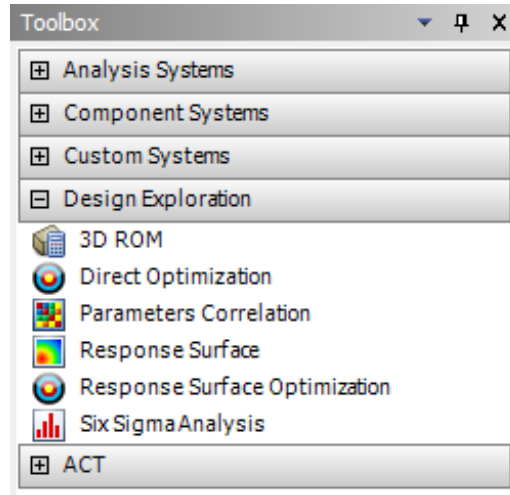 Toolbox
Analysis Systems
Component Systems
Custom Systems
Design Exploration
3D ROM
Direct Optimization
Parameters Correlation
Response Surface
Response Surface Optimization
Six Sigma Analysis
ACT